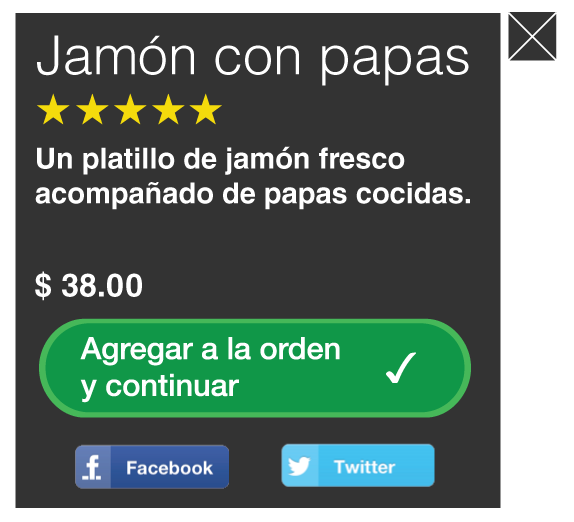 Jamón con papas
Un platillo de jamón fresco
acompañado de papas cocidas.
$ 38.00
Agregar a la orden
y continuar
Facebook
Twitter